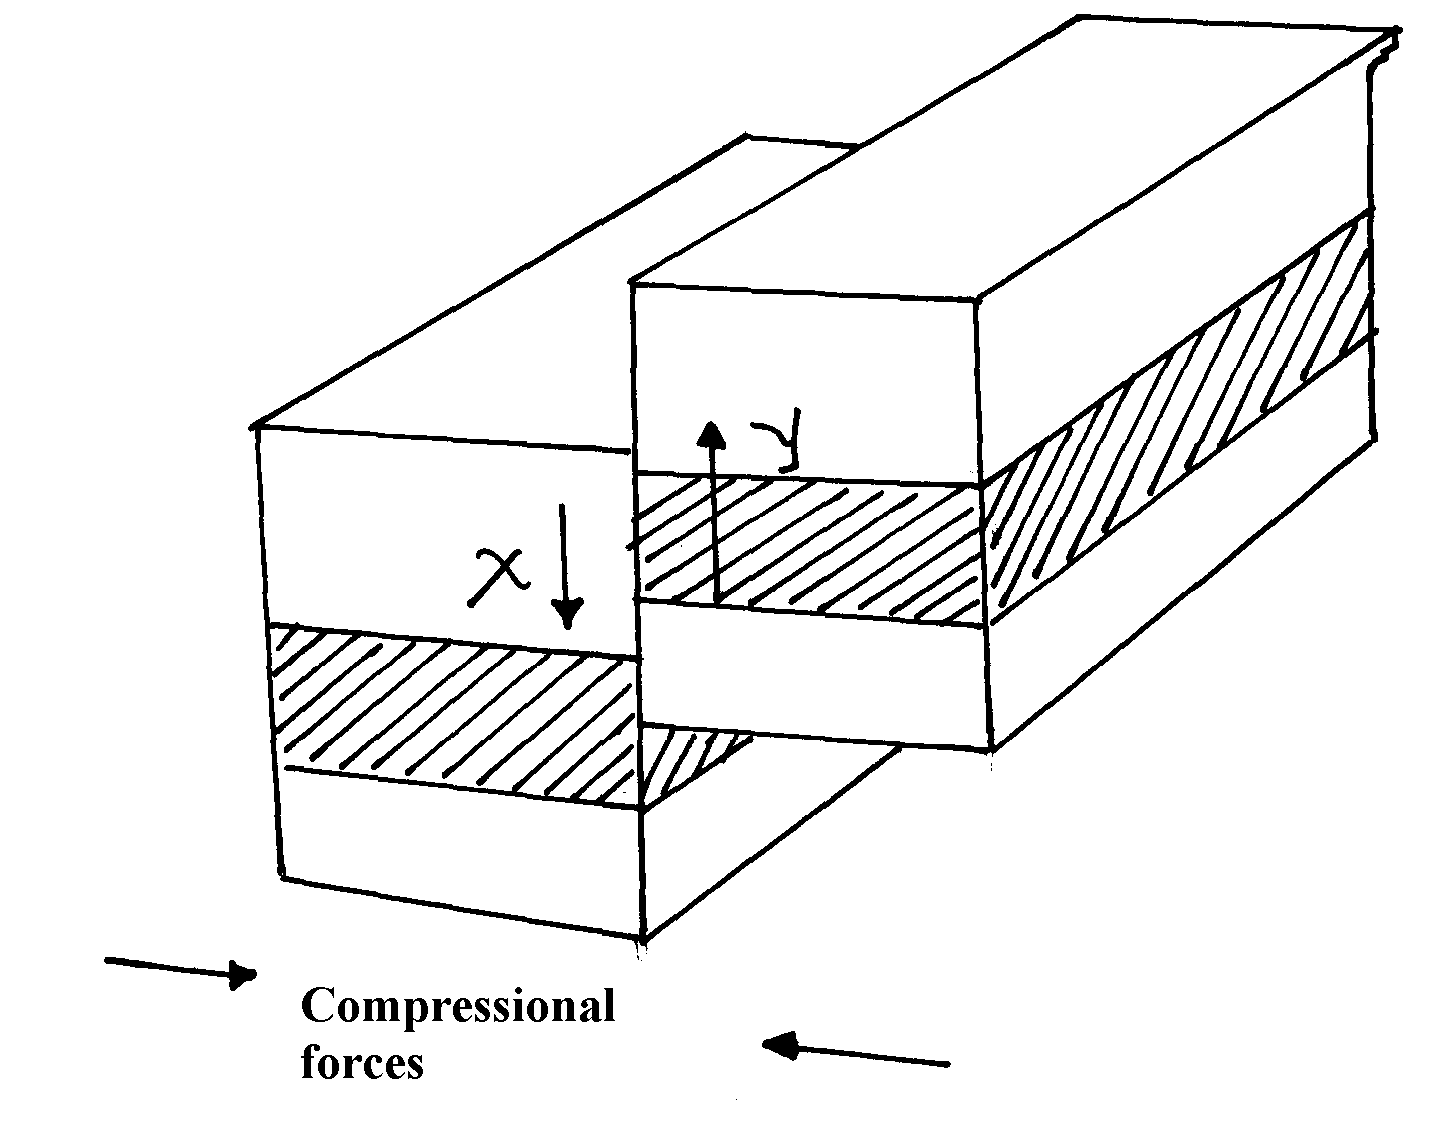 y
x
Compressional
forces